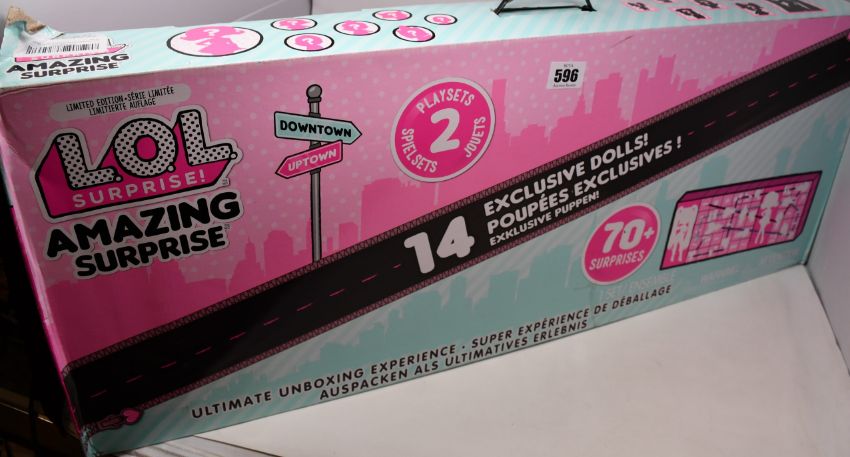 AMAZING
SURPRISE
LIMITED EDITION • SÉRIE LIMITÉE
LIMITIERTE AUFLAGE
L.O.L.
SURPRISE!
AMAZING
SURPRISE
DOWNTOWN
UPTOWN
PLAYSETS
2
SPIELSETS JOUETS
596
14
EXCLUSIVE DOLLS!
POUPÉES EXCLUSIVES !
EXKLUSIVE PUPPEN!
70+
SURPRISES
ULTIMATE UNBOXING EXPERIENCE • SUPER EXPÉRIENCE DE DÉBALLAGE
AUSPACKEN ALS ULTIMATIVES ERLEBNIS